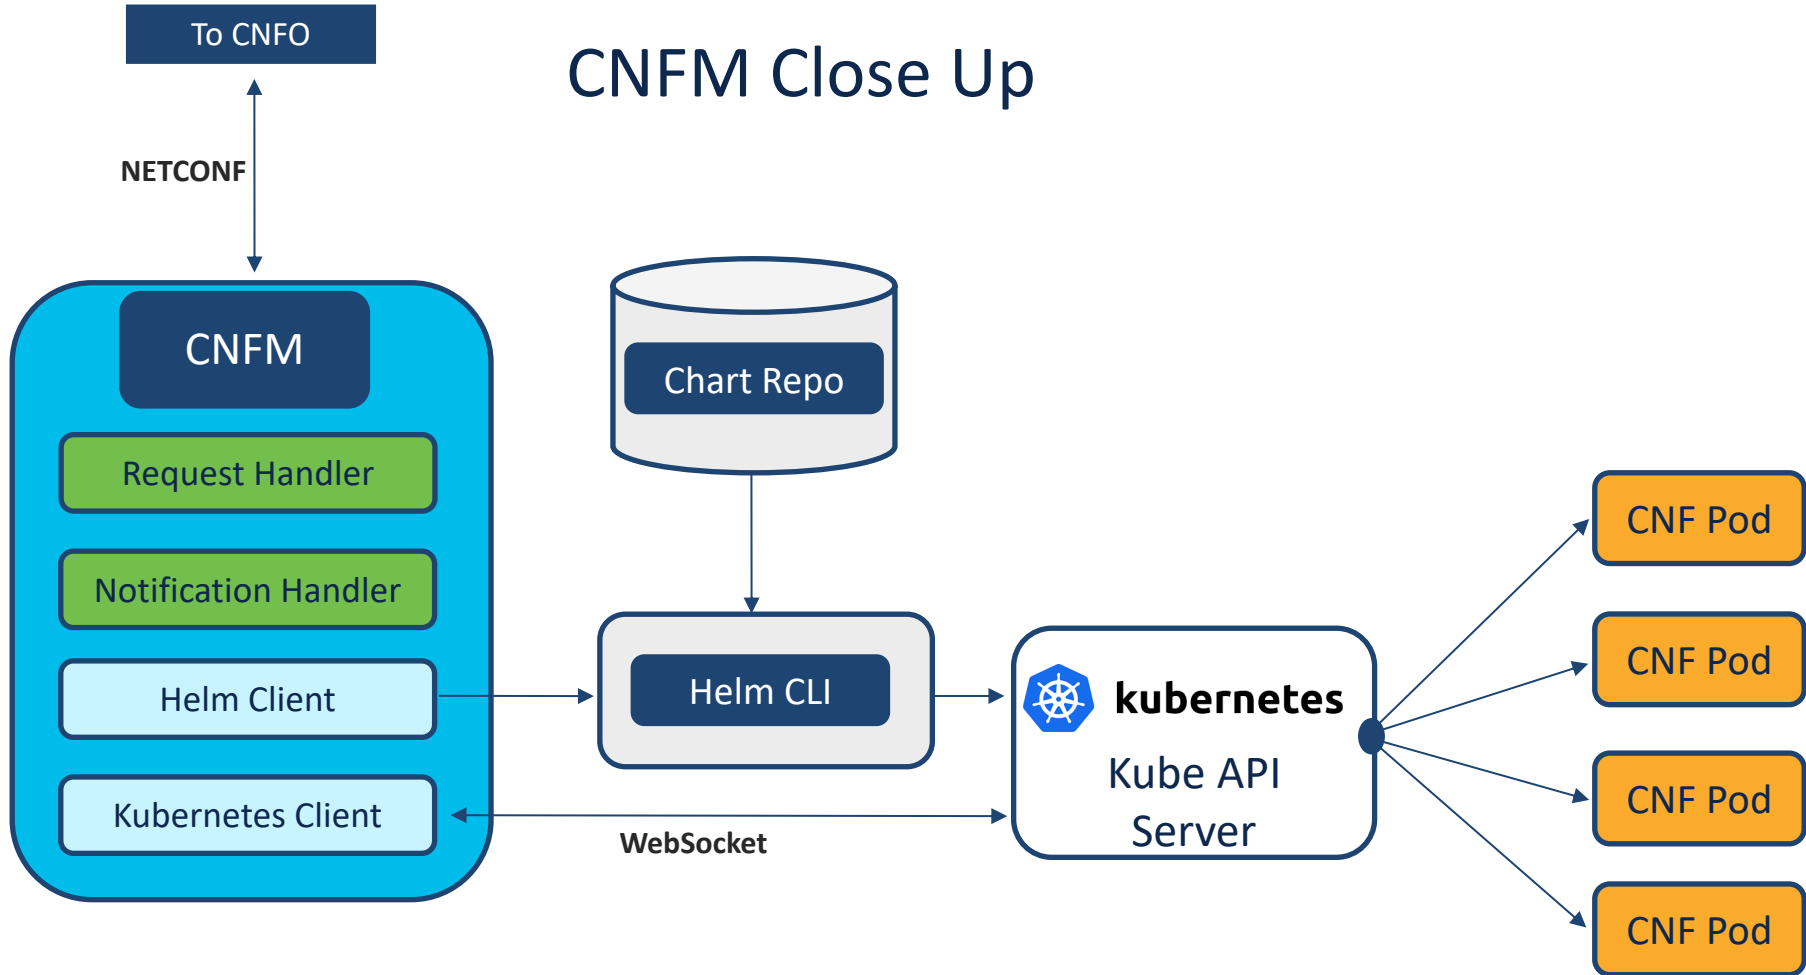 To CNFO
CNFM Close Up
NETCONF
CNFM
Chart Repo
Request Handler
CNF Pod
Notification Handler
CNF Pod
Helm Client
Helm CLI
kubernetes
Kube API
Server
CNF Pod
Kubernetes Client
WebSocket
CNF Pod